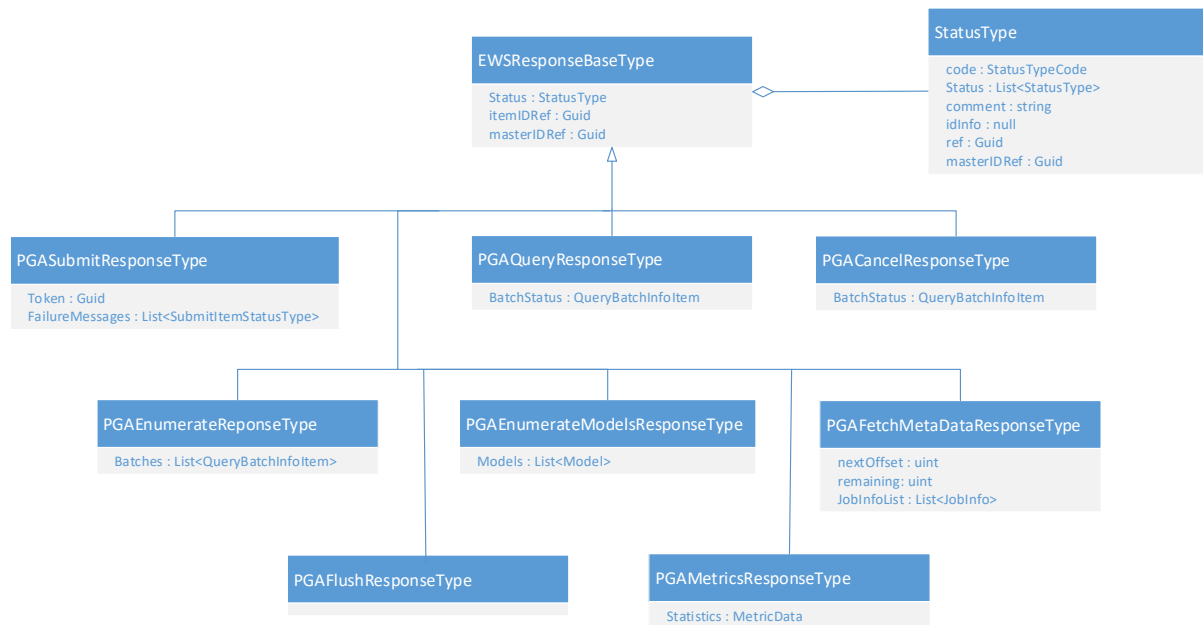 StatusType
code : StatusTypeCode
Status : List<StatusType>
comment : string
idInfo : null
ref : Guid
masterIDRef : Guid
EWSResponseBaseType
Status : StatusType
itemIDRef : Guid
masterIDRef : Guid
PGASubmitResponseType
Token : Guid
FailureMessages : List<SubmitItemStatusType>
PGAQueryResponseType
BatchStatus : QueryBatchInfoItem
PGACancelResponseType
BatchStatus : QueryBatchInfoItem
PGAEnumerateReponseType
Batches : List<QueryBatchInfoItem>
PGAEnumerateModelsResponseType
Models : List<Model>
PGAFetchMetaDataResponseType
nextOffset : uint
remaining: uint
JobInfoList : List<JobInfo>
PGAFlushResponseType
PGAMetricsResponseType
Statistics : MetricData